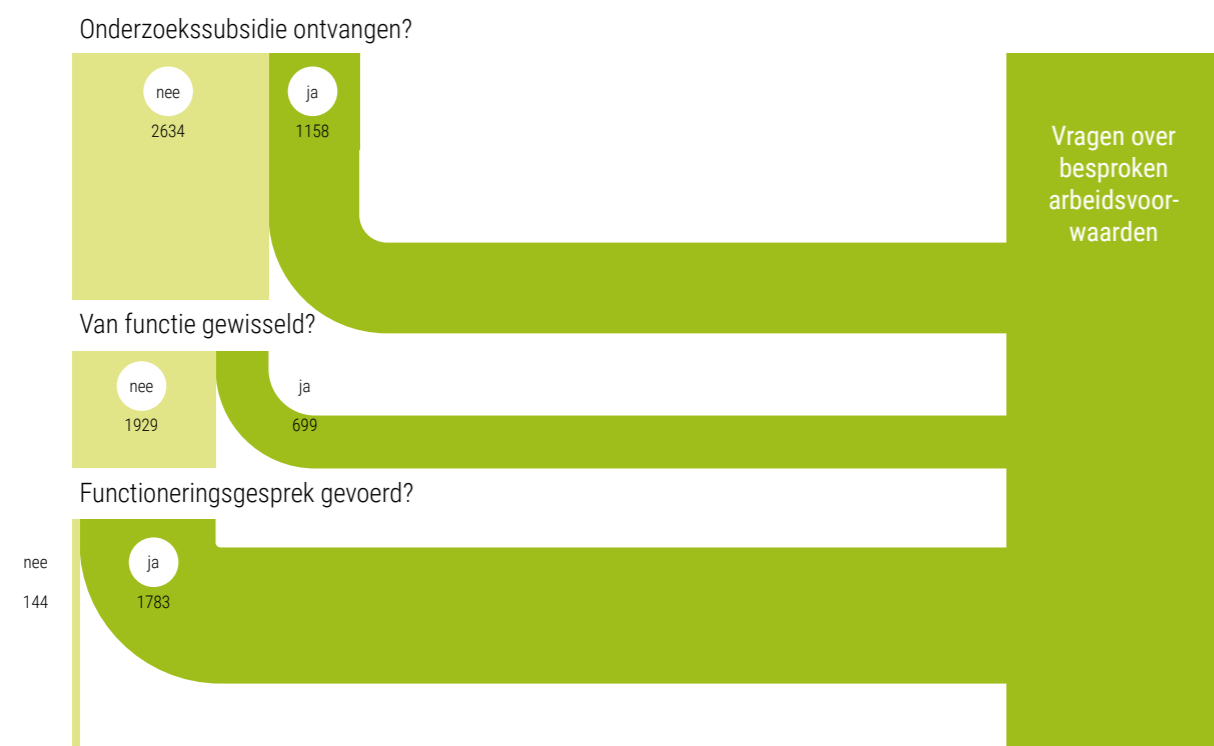 Onderzoekssubsidie ontvangen?
nee
ja
2634
1158
Vragen over
besproken
arbeidsvoor-
waarden
Van functie gewisseld?
nee
ja
1929
699
Functioneringsgesprek gevoerd?
nee
ja
144
1783